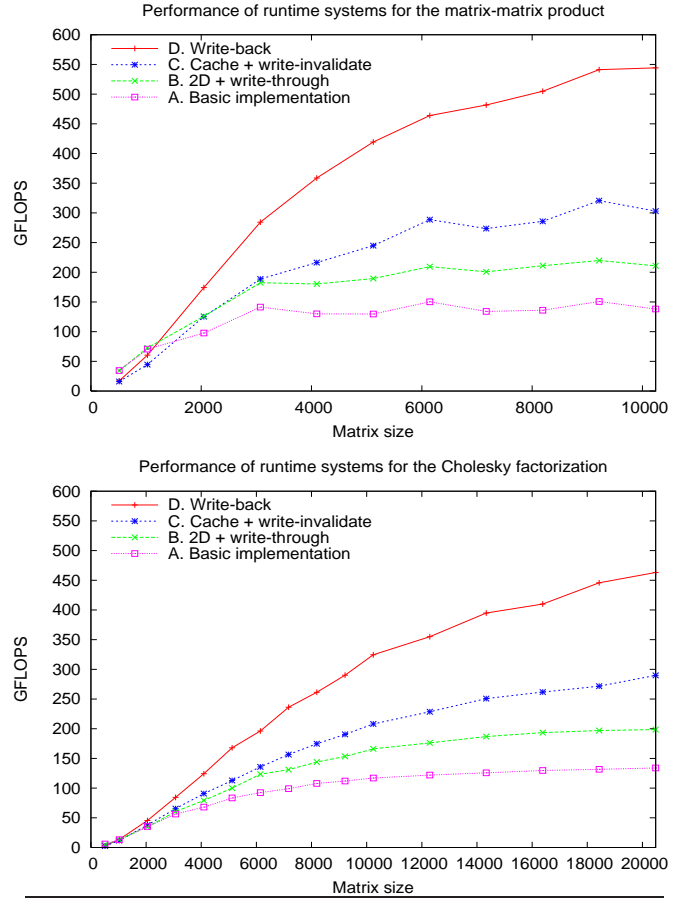 Performance of runtime systems for the matrix-matrix product
600
550
500
450
400
350
300
250
200
150
100
50
0
GFLOPS
D. Write-back
C. Cache + write-invalidate
B. 2D + write-through
A. Basic implementation
0 2000 4000 6000 8000 10000
Matrix size
Performance of runtime systems for the Cholesky factorization
600
550
500
450
400
350
300
250
200
150
100
50
0
GFLOPS
D. Write-back
C. Cache + write-invalidate
B. 2D + write-through
A. Basic implementation
0 2000 4000 6000 8000 10000 12000 14000 16000 18000 20000
Matrix size